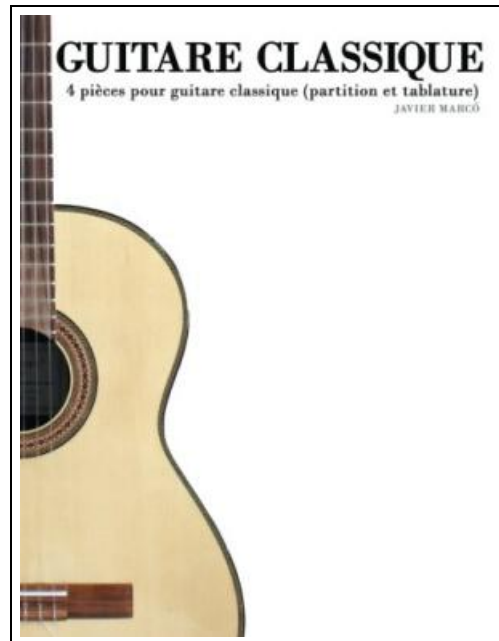 GUITARE CLASSIQUE
4 pièces pour guitare classique (partition et tablature)
JAVIER MARCÓ